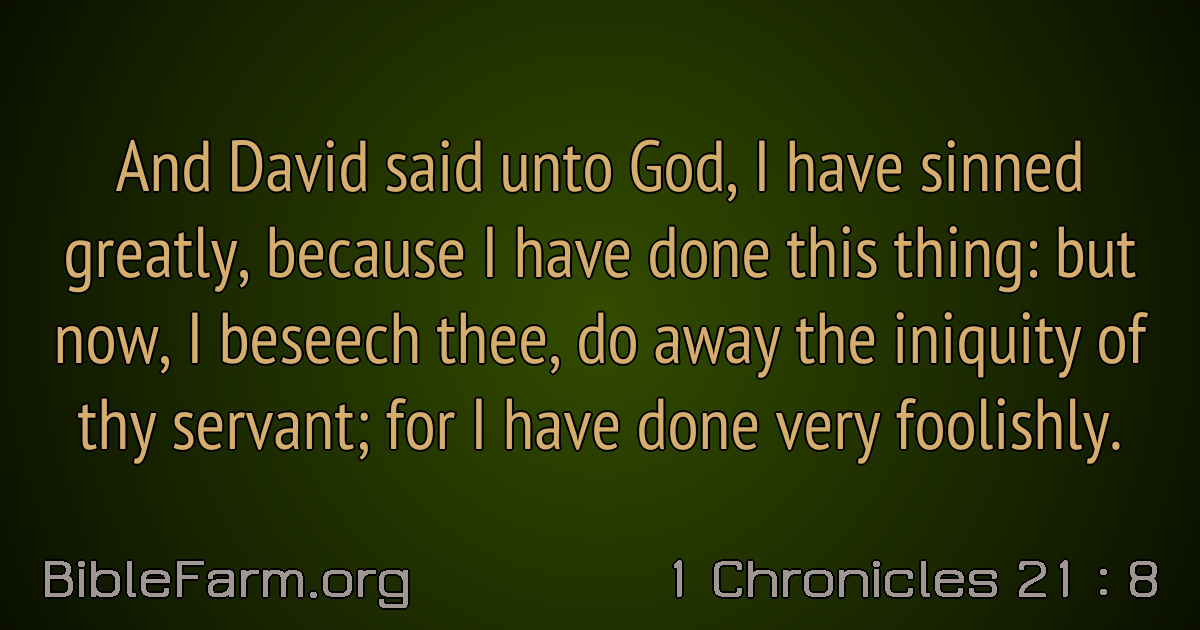 And David said unto God, I have sinned
greatly, because I have done this thing: but
now, I beseech thee, do away the iniquity of
thy servant; for I have done very foolishly.
BibleFarm.org
1 Chronicles 21 : 8